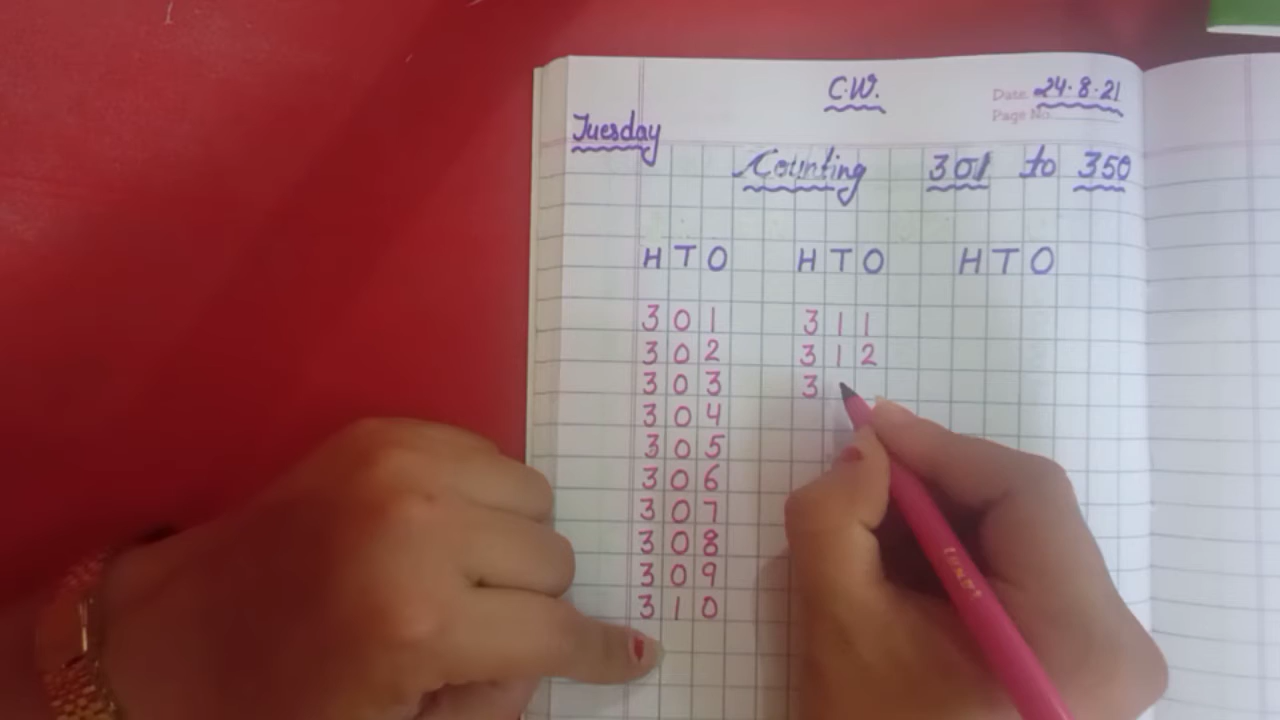 C.W.
Date 24.8.21
Page No.
Tuesday
Counting 301 to 350
H T O H T O H T O
3 0 1 3 1 1
3 0 2 3 1 2
3 0 3 3
3 0 4
3 0 5
3 0 6
3 0 7
3 0 8
3 0 9
3 1 0